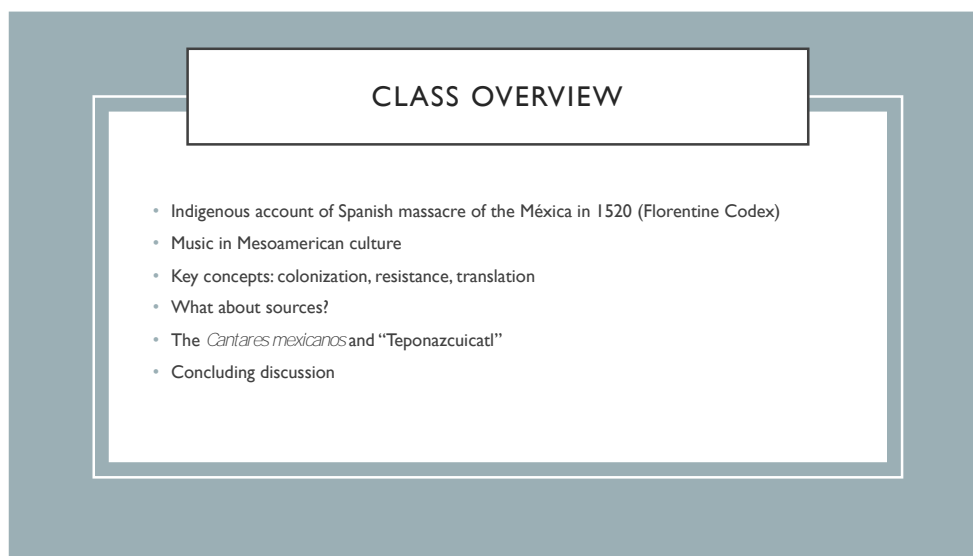 CLASS OVERVIEW
• Indigenous account of Spanish massacre of the Méxica in 1520 (Florentine Codex)
• Music in Mesoamerican culture
• Key concepts: colonization, resistance, translation
• What about sources?
• The Cantares mexicanos and “Teponazcuicatl”
• Concluding discussion